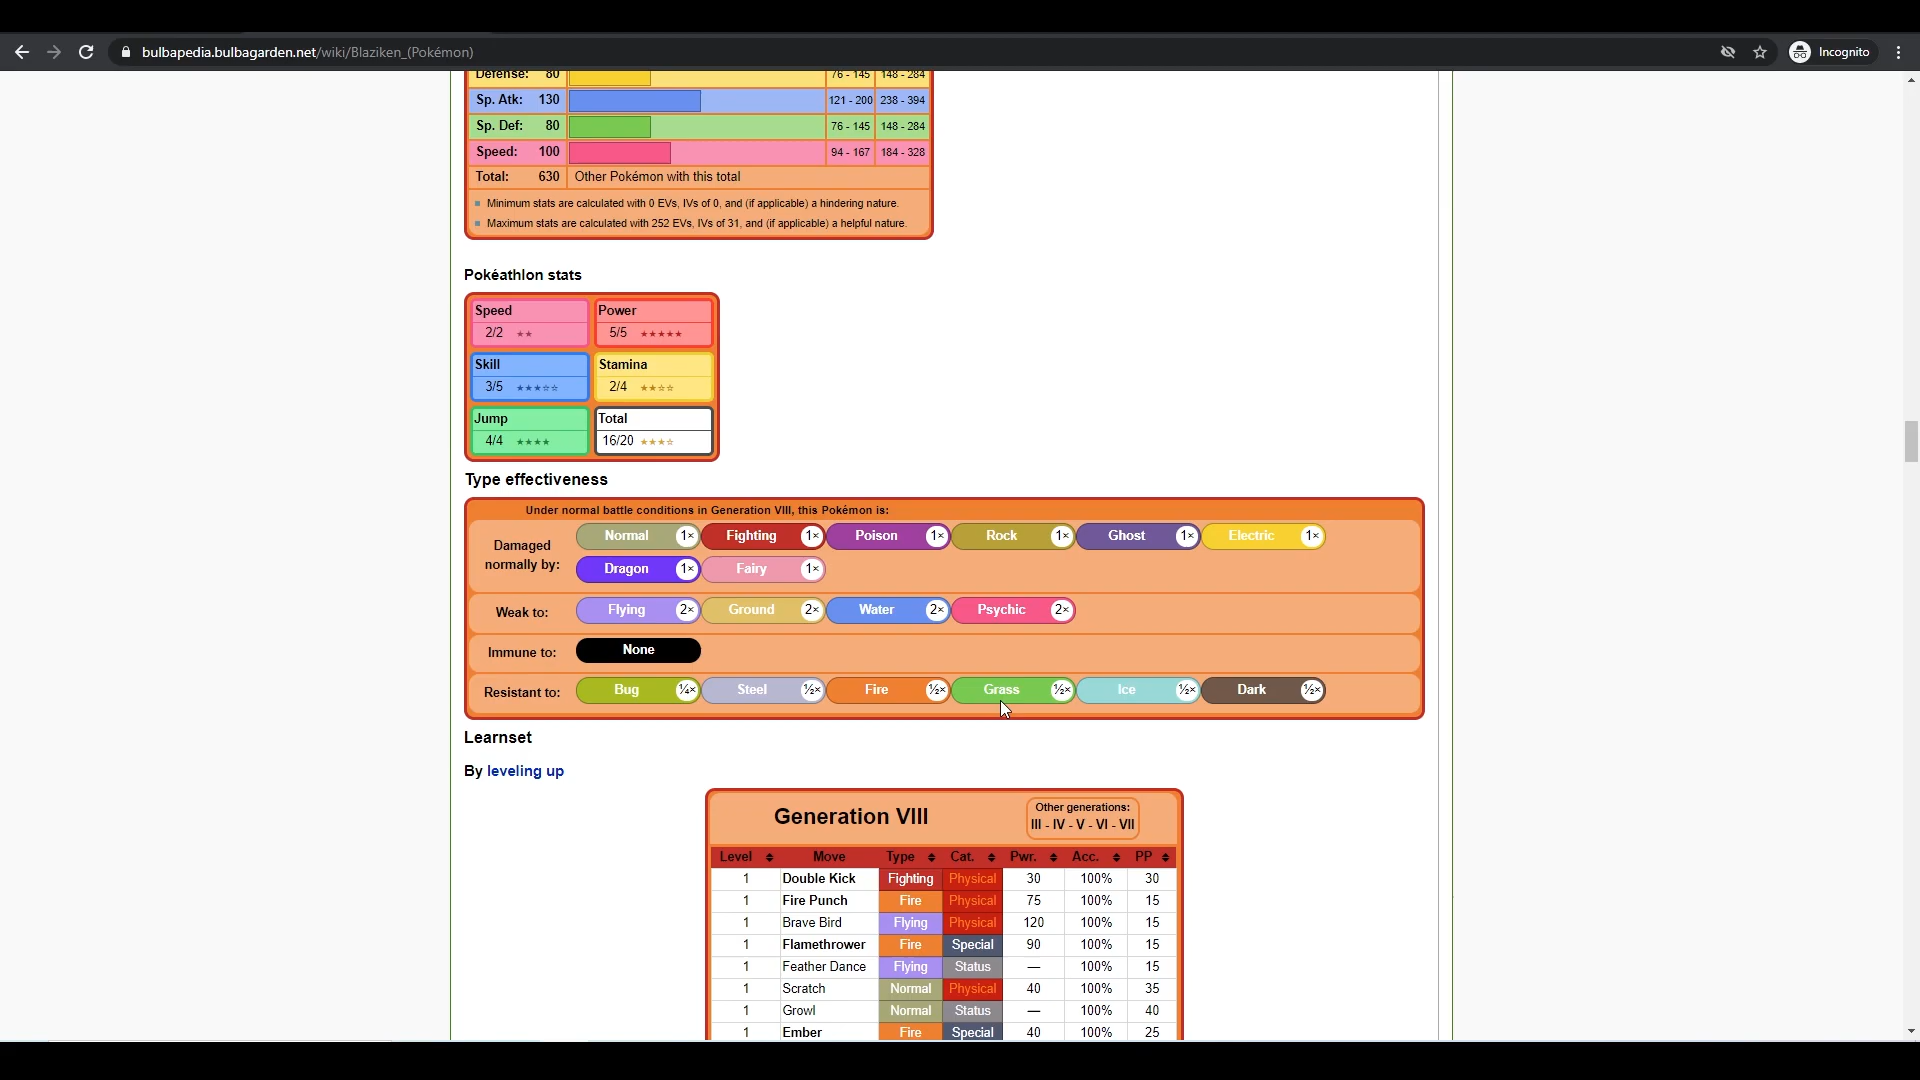 bulbapedia.bulbagarden.net/wiki/Blaziken_(Pokémon)
Incognito
Defense: 80 76 - 145 148 - 284
Sp. Atk: 130 121 - 200 238 - 394
Sp. Def: 80 76 - 145 148 - 284
Speed: 100 94 - 167 184 - 328
Total: 630 Other Pokémon with this total
Minimum stats are calculated with 0 EVs, IVs of 0, and (if applicable) a hindering nature.
Maximum stats are calculated with 252 EVs, IVs of 31, and (if applicable) a helpful nature.
Pokéathlon stats
Speed Power
2/2 ★★ 5/5 ★★★★★
Skill Stamina
3/5 ★★★☆☆ 2/4 ★★☆☆
Jump Total
4/4 ★★★★ 16/20 ★★★☆
Type effectiveness
Under normal battle conditions in Generation VIII, this Pokémon is:
Damaged
normally by:
Normal 1× Fighting 1× Poison 1× Rock 1× Ghost 1× Electric 1×
Dragon 1× Fairy 1×
Weak to: Flying 2× Ground 2× Water 2× Psychic 2×
Immune to: None
Resistant to: Bug ¼× Steel ½× Fire ½× Grass ½× Ice ½× Dark ½×
Learnset
By leveling up
Generation VIII
Other generations:
III - IV - V - VI - VII
Level Move Type Cat. Pwr. Acc. PP
1 Double Kick Fighting Physical 30 100% 30
1 Fire Punch Fire Physical 75 100% 15
1 Brave Bird Flying Physical 120 100% 15
1 Flamethrower Fire Special 90 100% 15
1 Feather Dance Flying Status — 100% 15
1 Scratch Normal Physical 40 100% 35
1 Growl Normal Status — 100% 40
1 Ember Fire Special 40 100% 25